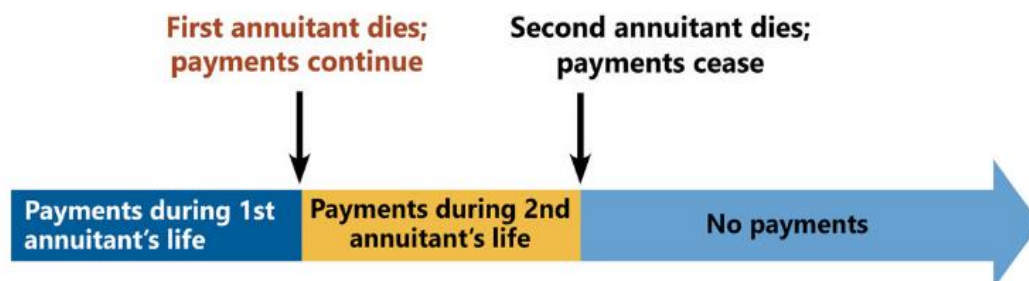 First annuitant dies;
payments continue
Second annuitant dies;
payments cease
Payments during 1st
annuitant's life
Payments during 2nd
annuitant's life
No payments